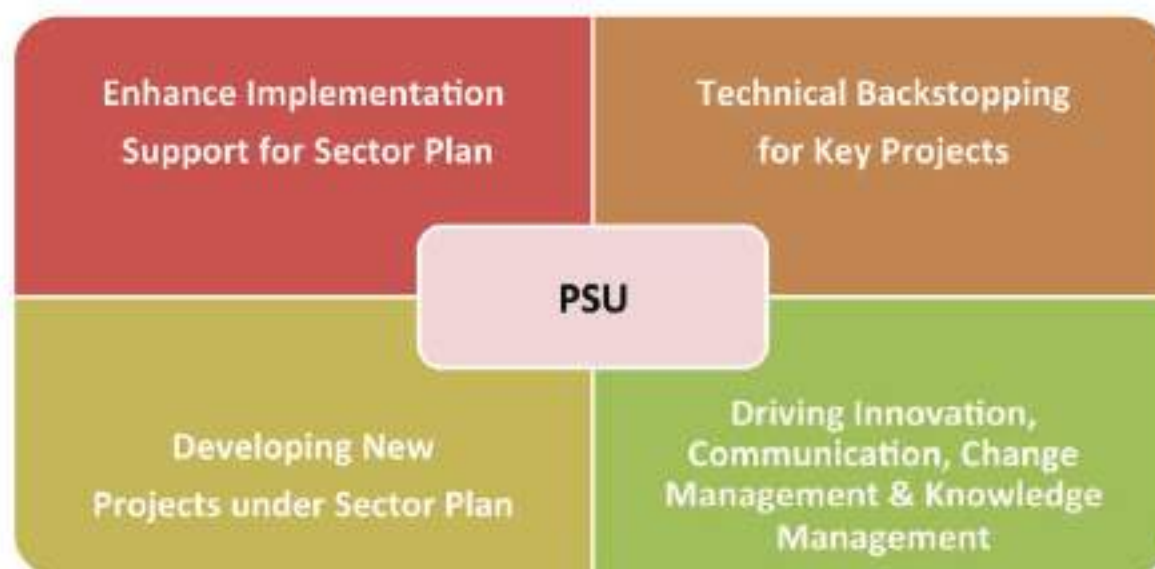 Enhance Implementation
Support for Sector Plan
Technical Backstopping
for Key Projects
PSU
Developing New
Projects under Sector Plan
Driving Innovation,
Communication, Change
Management & Knowledge
Management